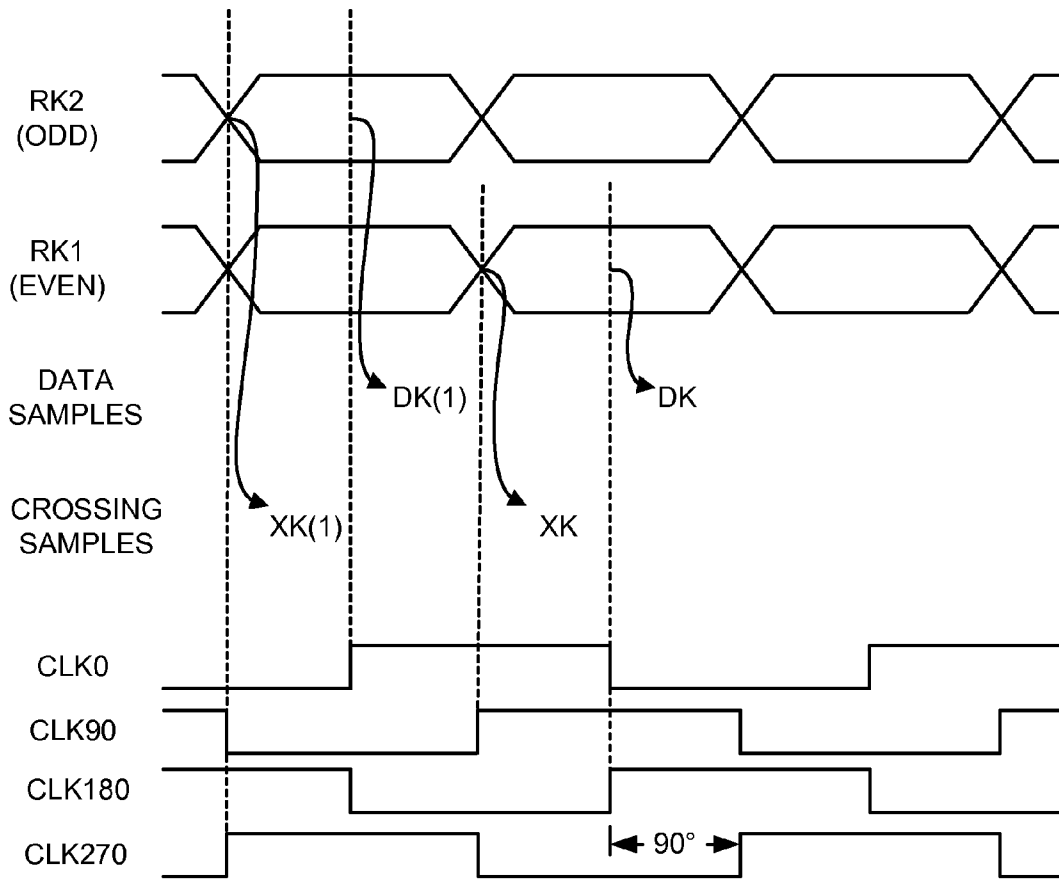 RK2
(ODD)
RK1
(EVEN)
DATA
SAMPLES
DK(1)
DK
CROSSING
SAMPLES
XK(1)
XK
CLK0
CLK90
CLK180
CLK270
90°